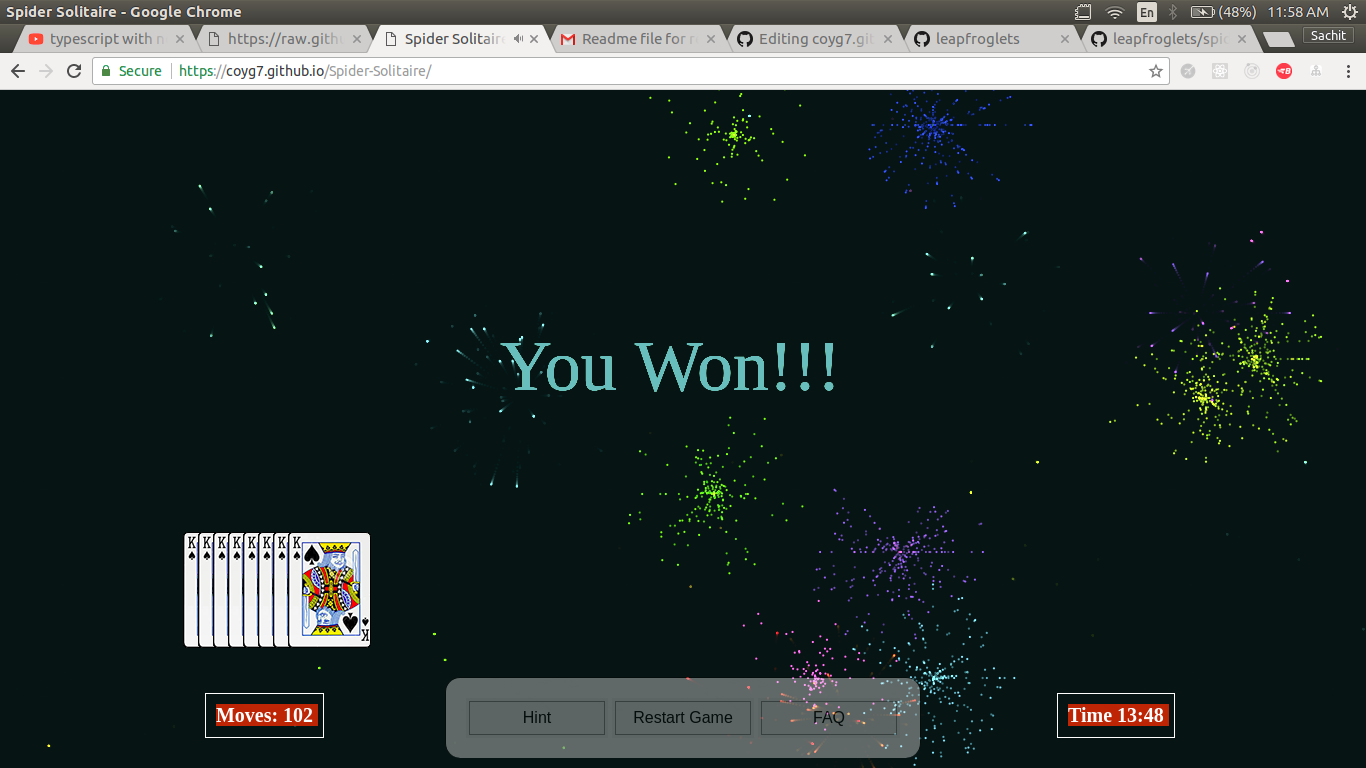 Spider Solitaire - Google Chrome
En
(48%)
11:58 AM
typescript with n
https://raw.gith
Spider Solitair
Readme file for r
Editing coyg7.git
leapfroglets
leapfroglets/spid
Sachit
Secure
https://coyg7.github.io/Spider-Solitaire/
You Won!!!
K K K K K K K K
K
Moves: 102
Hint
Restart Game
FAQ
Time 13:48